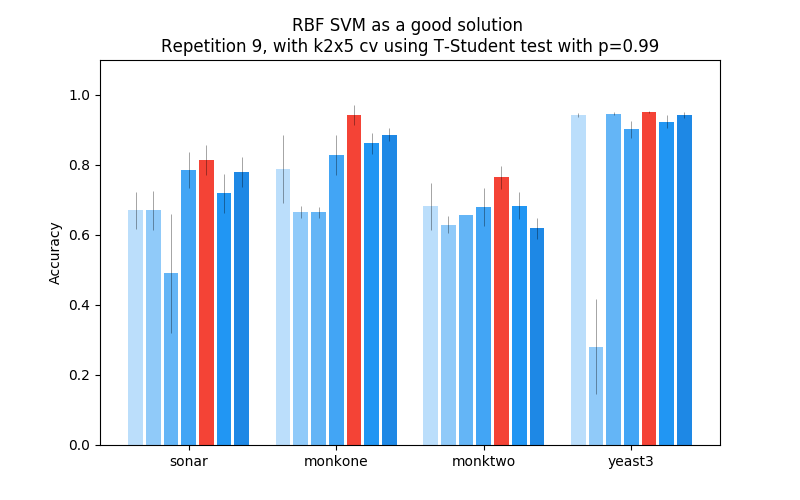 RBF SVM as a good solution
Repetition 9, with k2x5 cv using T-Student test with p=0.99
1.0
0.8
0.6
0.4
0.2
0.0
Accuracy
sonar
monkone
monktwo
yeast3